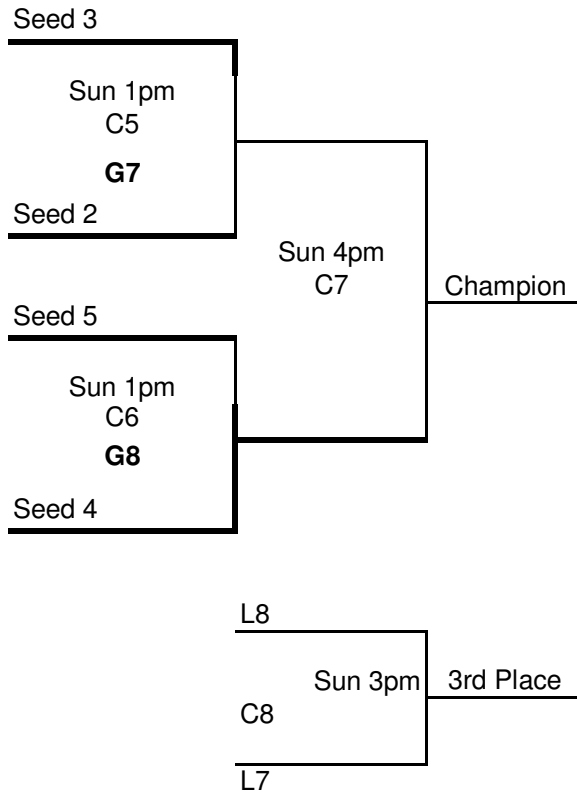 Seed 3
Sun 1pm
C5
G7
Seed 2
Sun 4pm
C7
Champion
Seed 5
Sun 1pm
C6
G8
Seed 4
L8
Sun 3pm
3rd Place
C8
L7